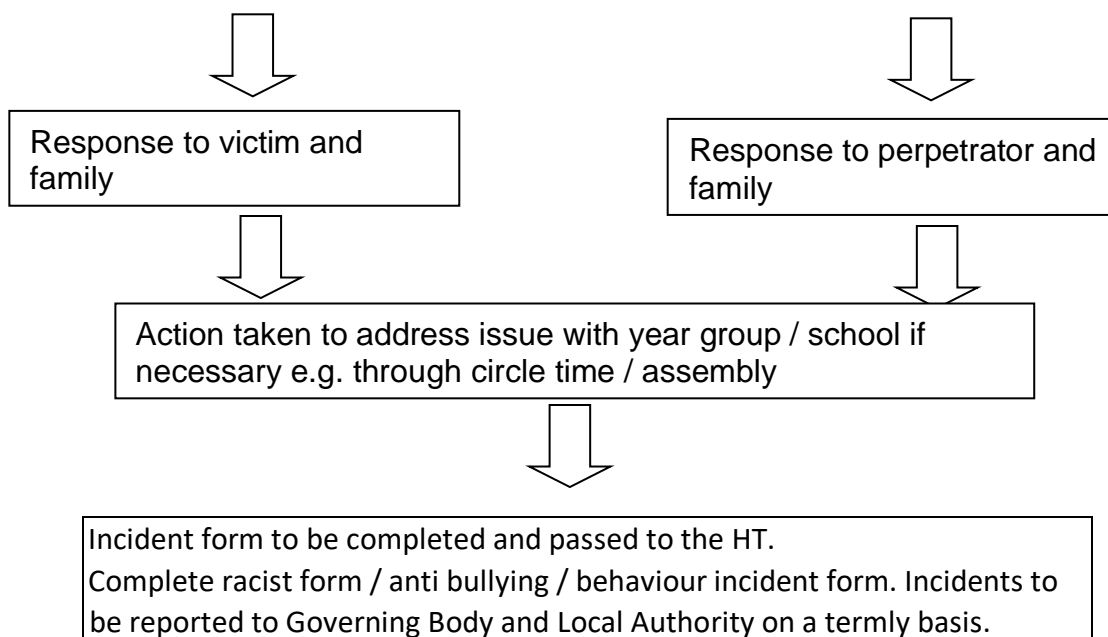 Response to victim and
family
Response to perpetrator and
family
Action taken to address issue with year group / school if
necessary e.g. through circle time / assembly
Incident form to be completed and passed to the HT.
Complete racist form / anti bullying / behaviour incident form. Incidents to
be reported to Governing Body and Local Authority on a termly basis.